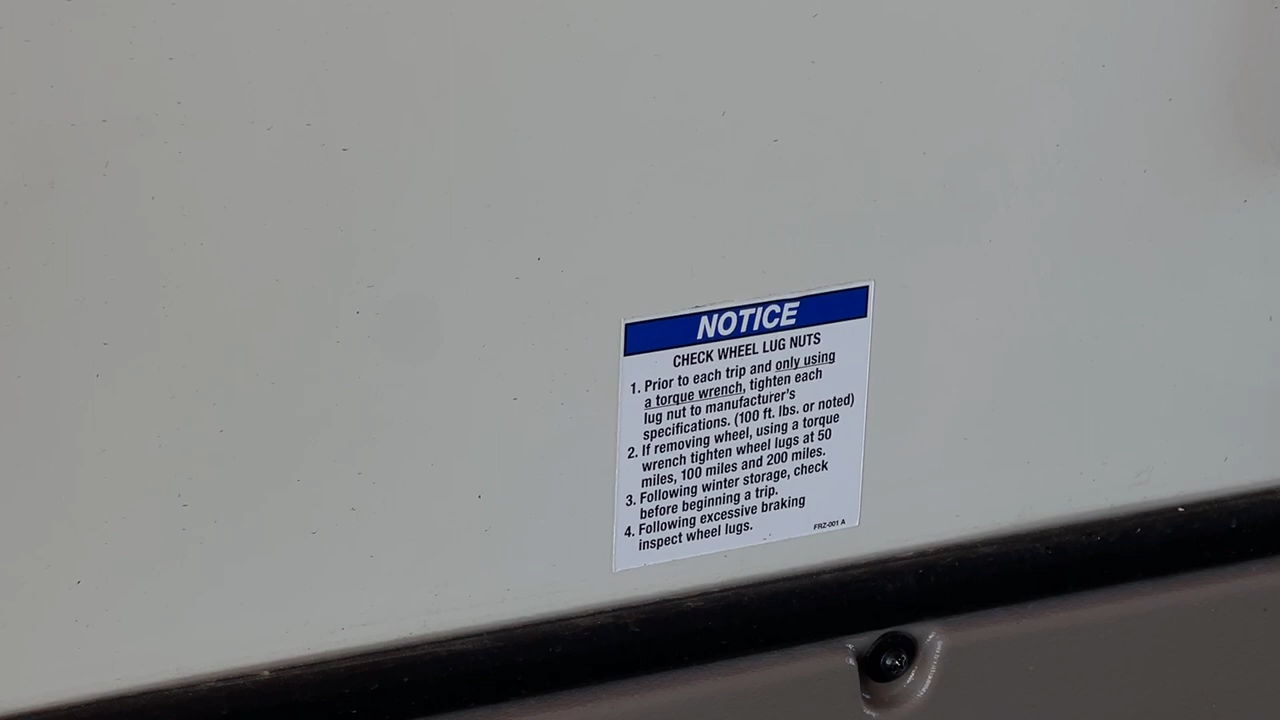 NOTICE
CHECK WHEEL LUG NUTS
1. Prior to each trip and only using
a torque wrench, tighten each
lug nut to manufacturer's
specifications. (100 ft. lbs. or noted)
2. If removing wheel, using a torque
wrench tighten wheel lugs at 50
miles, 100 miles and 200 miles.
3. Following winter storage, check
before beginning a trip.
4. Following excessive braking
inspect wheel lugs.
FRZ-001 A